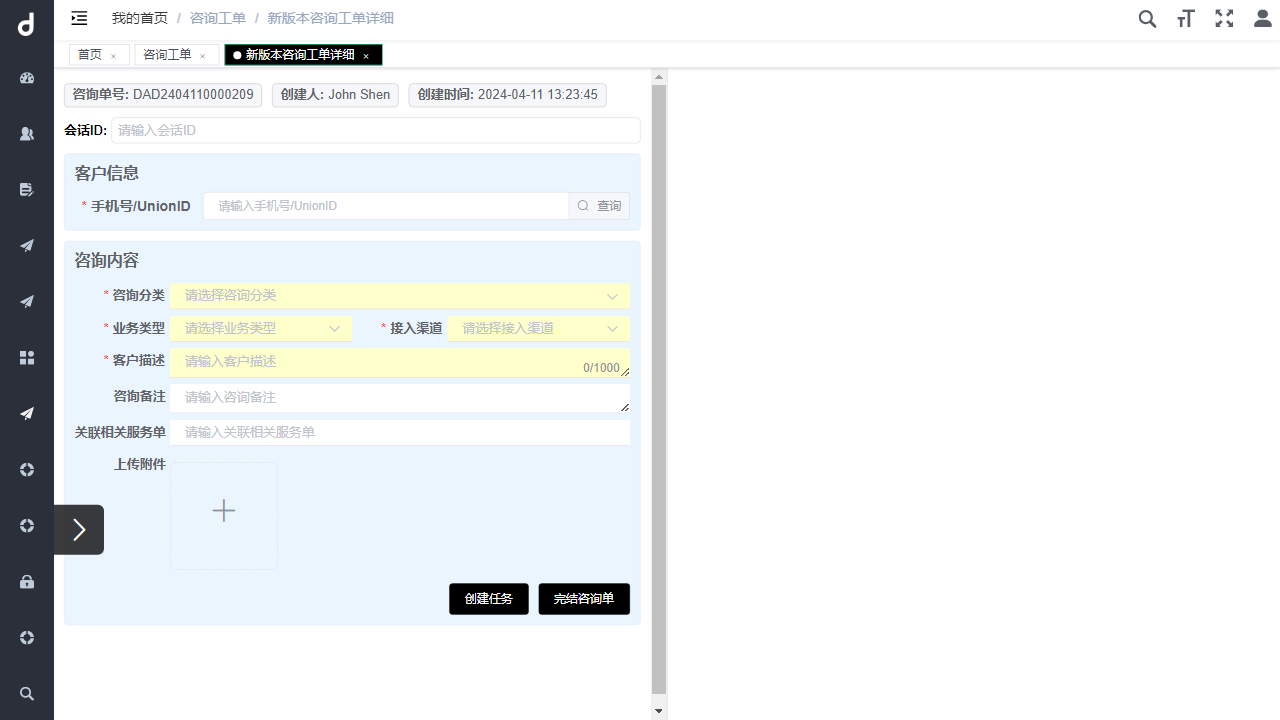 我的首页 / 咨询工单 / 新版本咨询工单详细
首页 × 咨询工单 × 新版本咨询工单详细 ×
咨询单号: DAD2404110000209 创建人: John Shen 创建时间: 2024-04-11 13:23:45
会话ID: 请输入会话ID
客户信息
* 手机号/UnionID 请输入手机号/UnionID 查询
咨询内容
* 咨询分类 请选择咨询分类
* 业务类型 请选择业务类型 * 接入渠道 请选择接入渠道
* 客户描述 请输入客户描述 0/1000
咨询备注 请输入咨询备注
关联相关服务单 请输入关联相关服务单
上传附件
创建任务 完结咨询单